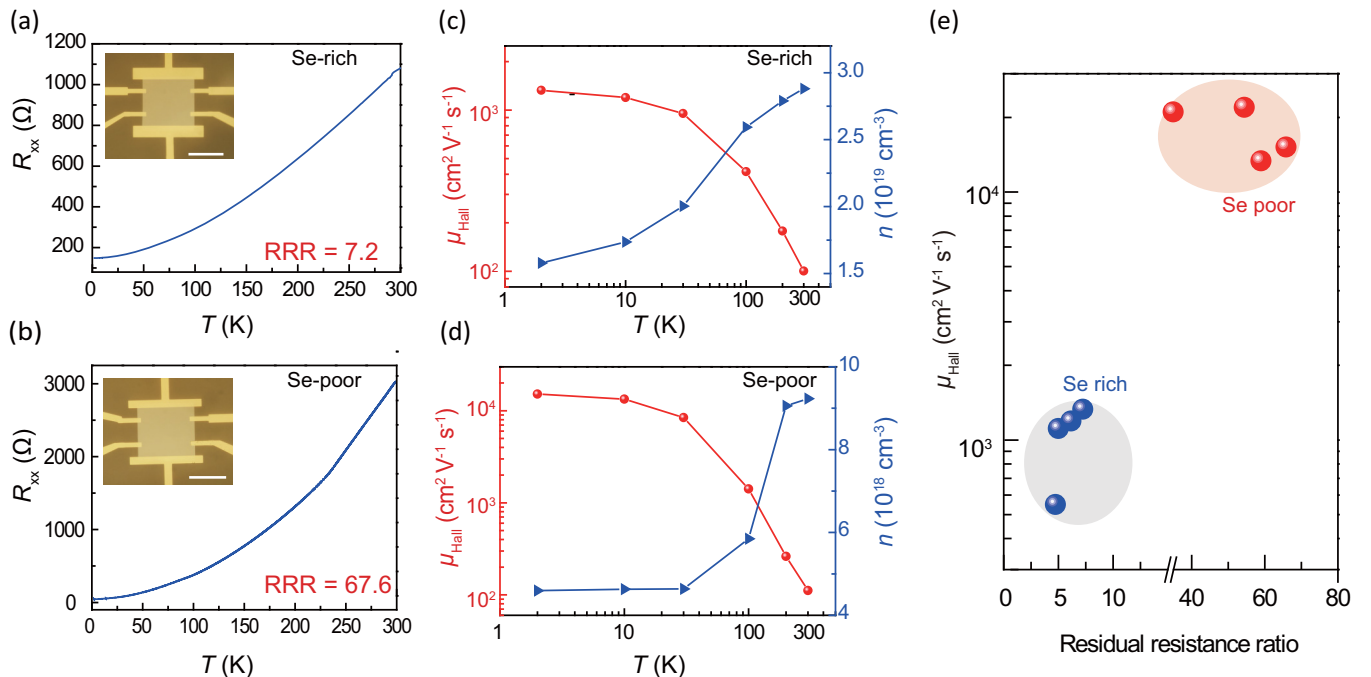 (a)
1200
1000
800
600
400
200
R_xx (Ω)
Se-rich
RRR = 7.2
0 50 100 150 200 250 300
T (K)
(b)
3000
2000
1000
0
R_xx (Ω)
Se-poor
RRR = 67.6
0 50 100 150 200 250 300
T (K)
(c)
10³
10²
μ_Hall (cm² V⁻¹ s⁻¹)
Se-rich
3.0
2.5
2.0
1.5
n (10¹⁹ cm⁻³)
1 10 100 300
T (K)
(d)
10⁴
10³
10²
μ_Hall (cm² V⁻¹ s⁻¹)
Se-poor
10
8
6
4
n (10¹⁸ cm⁻³)
1 10 100 300
T (K)
(e)
10⁴
10³
μ_Hall (cm² V⁻¹ s⁻¹)
Se poor
Se rich
0 5 10 40 60 80
Residual resistance ratio